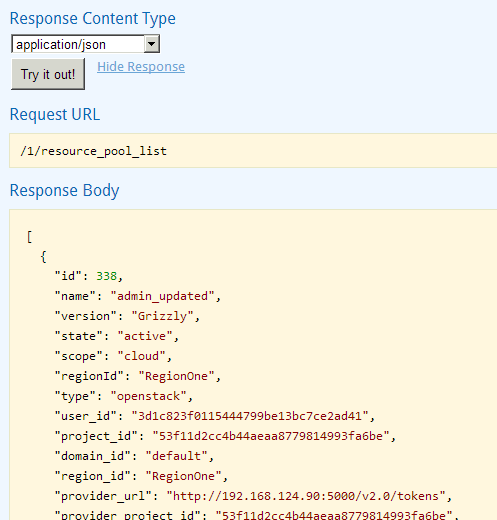 Response Content Type
application/json
Try it out! Hide Response
Request URL
/1/resource_pool_list
Response Body
[
{
"id": 338,
"name": "admin_updated",
"version": "Grizzly",
"state": "active",
"scope": "cloud",
"regionId": "RegionOne",
"type": "openstack",
"user_id": "3d1c823f0115444799be13bc7ce2ad41",
"project_id": "53f11d2cc4b44aeaa8779814993fa6be",
"domain_id": "default",
"region_id": "RegionOne",
"provider_url": "http://192.168.124.90:5000/v2.0/tokens",
"provider_project_id": "53f11d2cc4b44aeaa8779814993fa6be",